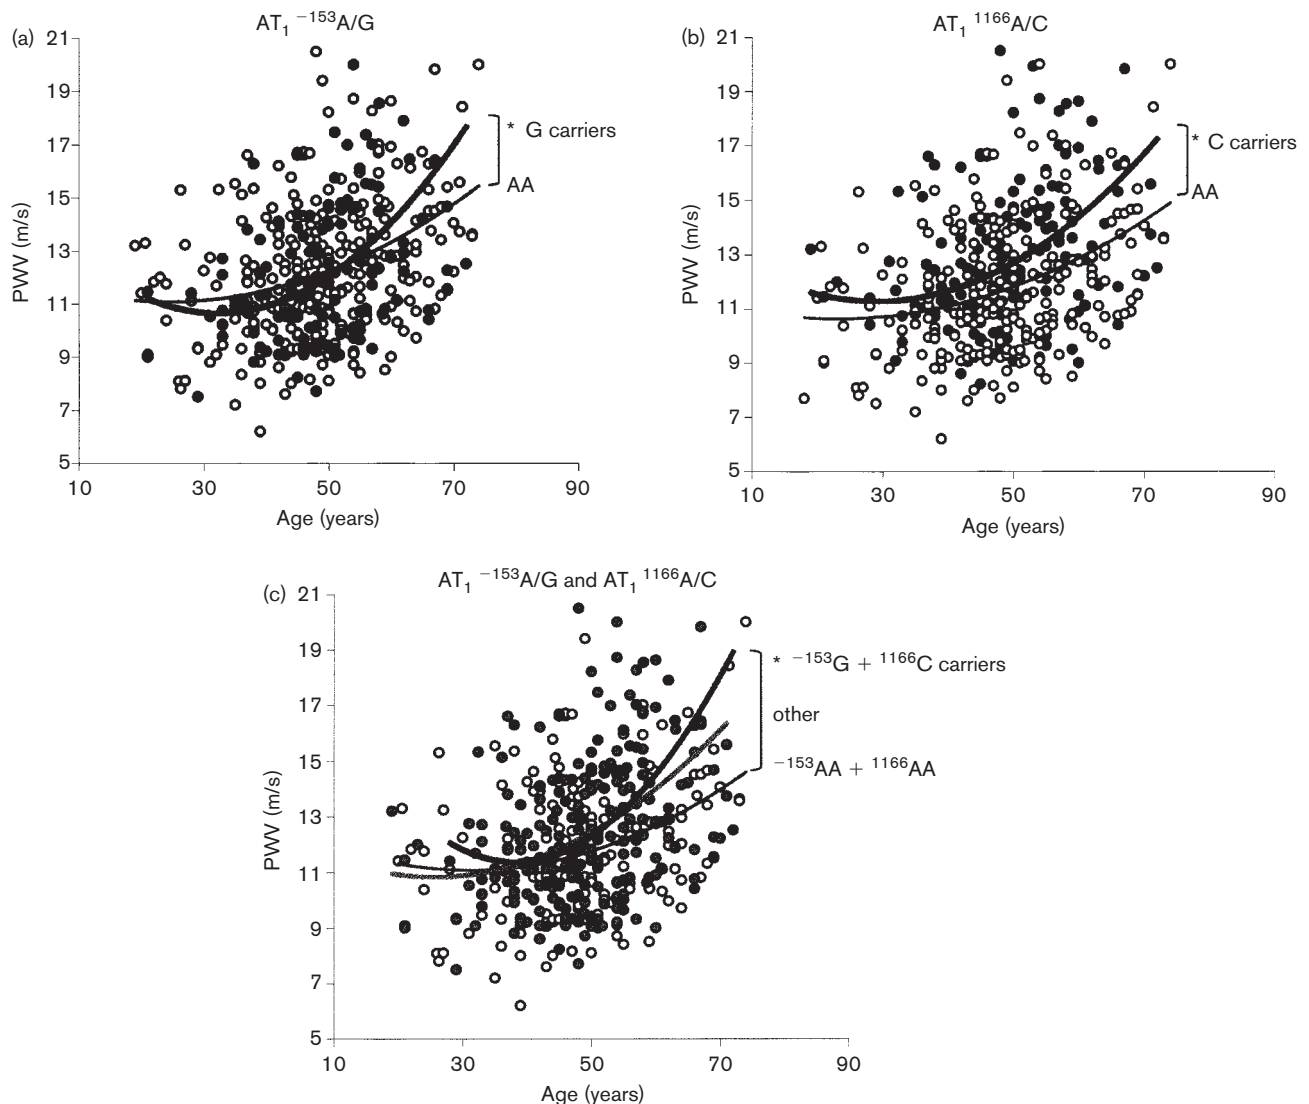 (a)
AT₁ ⁻¹⁵³A/G
21
19
17
15
13
11
9
7
5
PWV (m/s)
* G carriers
AA
10 30 50 70 90
Age (years)
(b)
AT₁ ¹¹⁶⁶A/C
21
19
17
15
13
11
9
7
5
PWV (m/s)
* C carriers
AA
10 30 50 70 90
Age (years)
(c)
AT₁ ⁻¹⁵³A/G and AT₁ ¹¹⁶⁶A/C
21
19
17
15
13
11
9
7
5
PWV (m/s)
* ⁻¹⁵³G + ¹¹⁶⁶C carriers
other
⁻¹⁵³AA + ¹¹⁶⁶AA
10 30 50 70 90
Age (years)